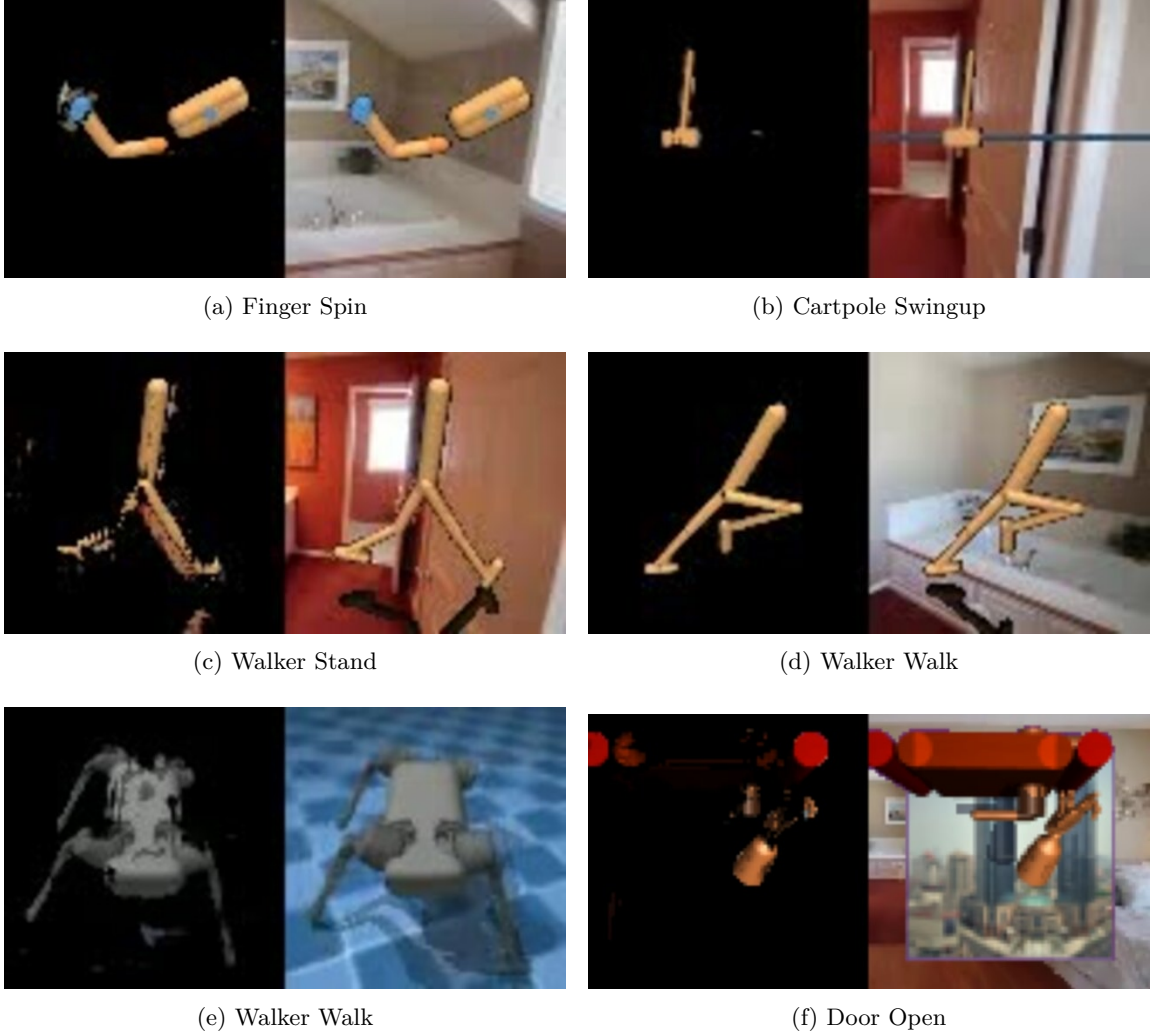 (a) Finger Spin
(b) Cartpole Swingup
(c) Walker Stand
(d) Walker Walk
(e) Walker Walk
(f) Door Open